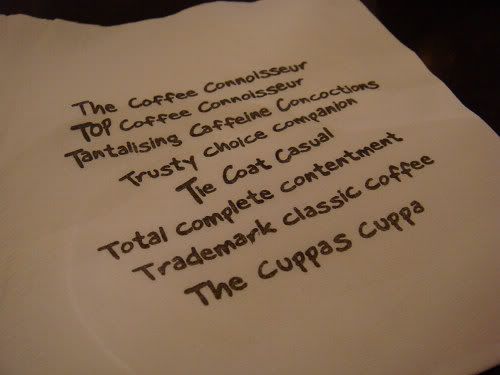 The Coffee Connoisseur
TOP Coffee Connoisseur
Tantalising Caffeine Concoctions
Trusty choice companion
Tie Coat Casual
Total complete contentment
Trademark classic coffee
The Cuppas Cuppa